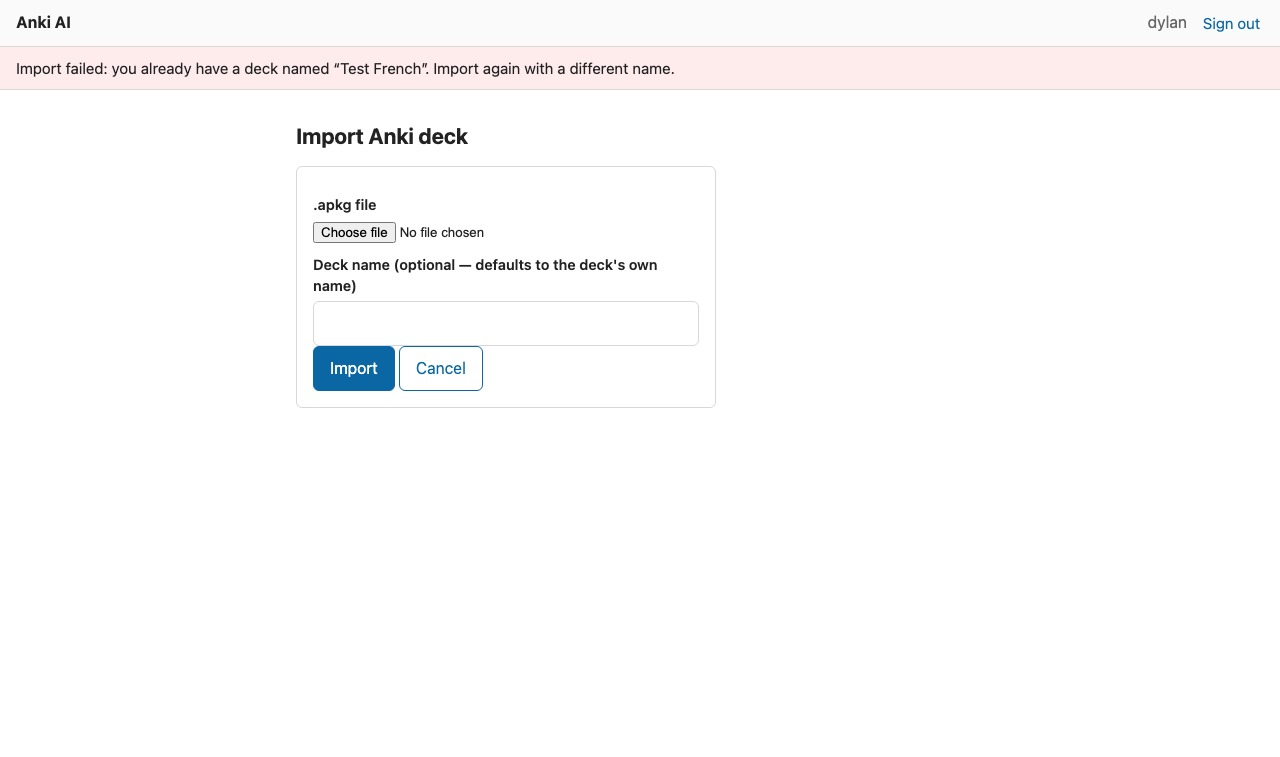 Anki AI
dylan
Sign out
Import failed: you already have a deck named “Test French”. Import again with a different name.
Import Anki deck
.apkg file
Choose file No file chosen
Deck name (optional — defaults to the deck's own
name)
Import
Cancel